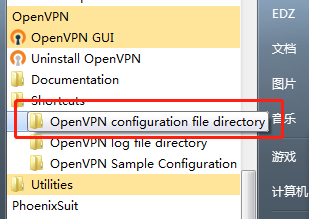 OpenVPN
OpenVPN GUI
Uninstall OpenVPN
Documentation
Shortcuts
OpenVPN configuration file directory
OpenVPN log file directory
OpenVPN Sample Configuration
Utilities
PhoenixSuit
EDZ
文档
图片
音乐
游戏
计算机